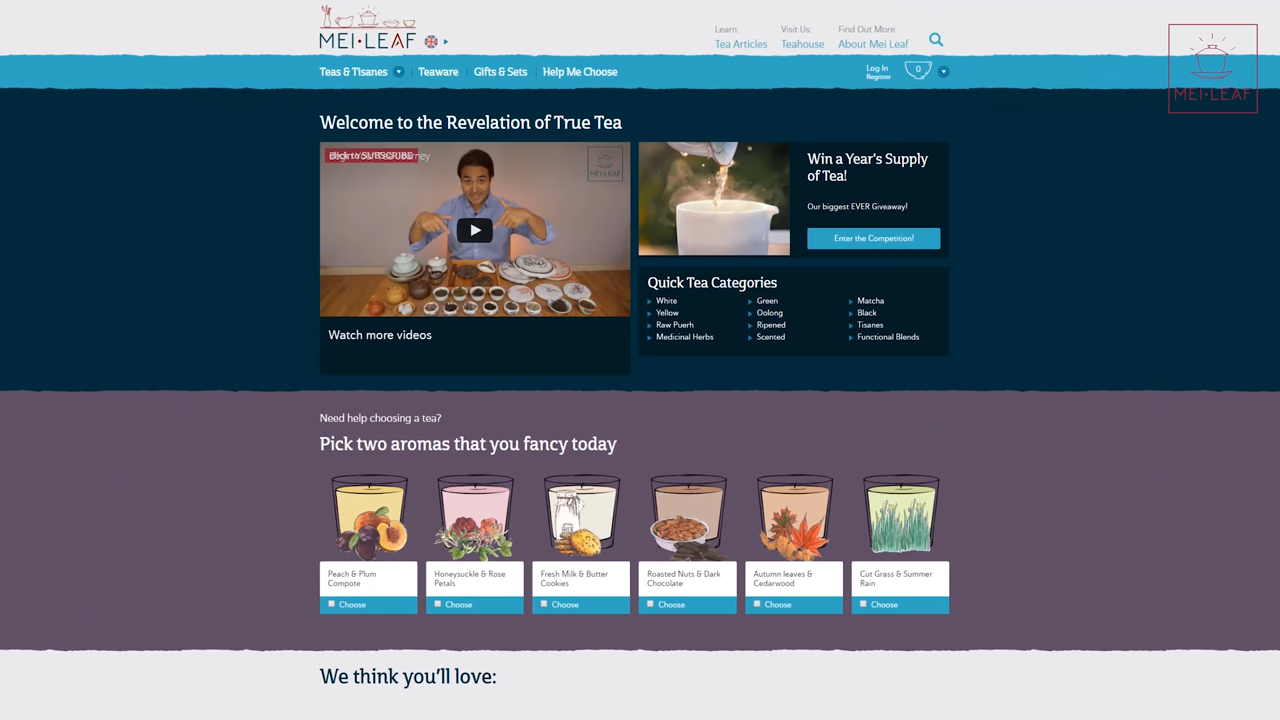 MEI·LEAF
Learn:
Tea Articles
Visit Us:
Teahouse
Find Out More:
About Mei Leaf
Teas & Tisanes
Teaware
Gifts & Sets
Help Me Choose
Log In
Register
0
MEI·LEAF
Welcome to the Revelation of True Tea
Click to SUBSCRIBE
MEI·LEAF
Watch more videos
Win a Year's Supply
of Tea!
Our biggest EVER Giveaway!
Enter the Competition!
Quick Tea Categories
White
Green
Matcha
Yellow
Oolong
Black
Raw Puerh
Ripened
Tisanes
Medicinal Herbs
Scented
Functional Blends
Need help choosing a tea?
Pick two aromas that you fancy today
Peach & Plum
Compote
Choose
Honeysuckle & Rose
Petals
Choose
Fresh Milk & Butter
Cookies
Choose
Roasted Nuts & Dark
Chocolate
Choose
Autumn leaves &
Cedarwood
Choose
Cut Grass & Summer
Rain
Choose
We think you'll love: